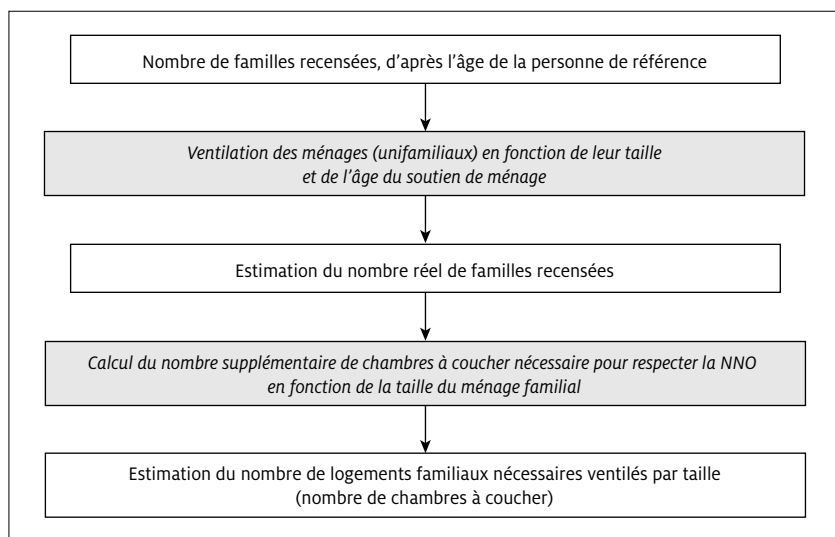 Nombre de familles recensées, d'après l'âge de la personne de référence
Ventilation des ménages (unifamiliaux) en fonction de leur taille
et de l'âge du soutien de ménage
Estimation du nombre réel de familles recensées
Calcul du nombre supplémentaire de chambres à coucher nécessaire pour respecter la NNO
en fonction de la taille du ménage familial
Estimation du nombre de logements familiaux nécessaires ventilés par taille
(nombre de chambres à coucher)